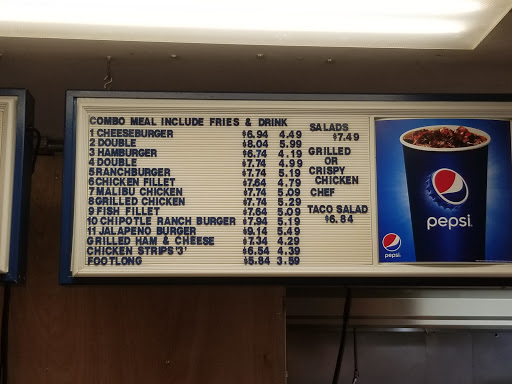 COMBO MEAL INCLUDE FRIES & DRINK
1 CHEESEBURGER $6.94 4.49
2 DOUBLE $8.04 5.99
3 HAMBURGER $6.74 4.19
4 DOUBLE $7.74 4.99
5 RANCHBURGER $7.74 5.19
6 CHICKEN FILLET $7.64 4.79
7 MALIBU CHICKEN $7.74 5.09
8 GRILLED CHICKEN $7.74 5.29
9 FISH FILLET $7.64 5.09
10 CHIPOTLE RANCH BURGER $7.94 5.19
11 JALAPENO BURGER $9.14 5.49
GRILLED HAM & CHEESE $7.34 4.29
CHICKEN STRIPS '3' $6.54 4.39
FOOTLONG $5.84 3.59
SALADS
$7.49
GRILLED
OR
CRISPY
CHICKEN
CHEF
TACO SALAD
$6.84
pepsi
pepsi